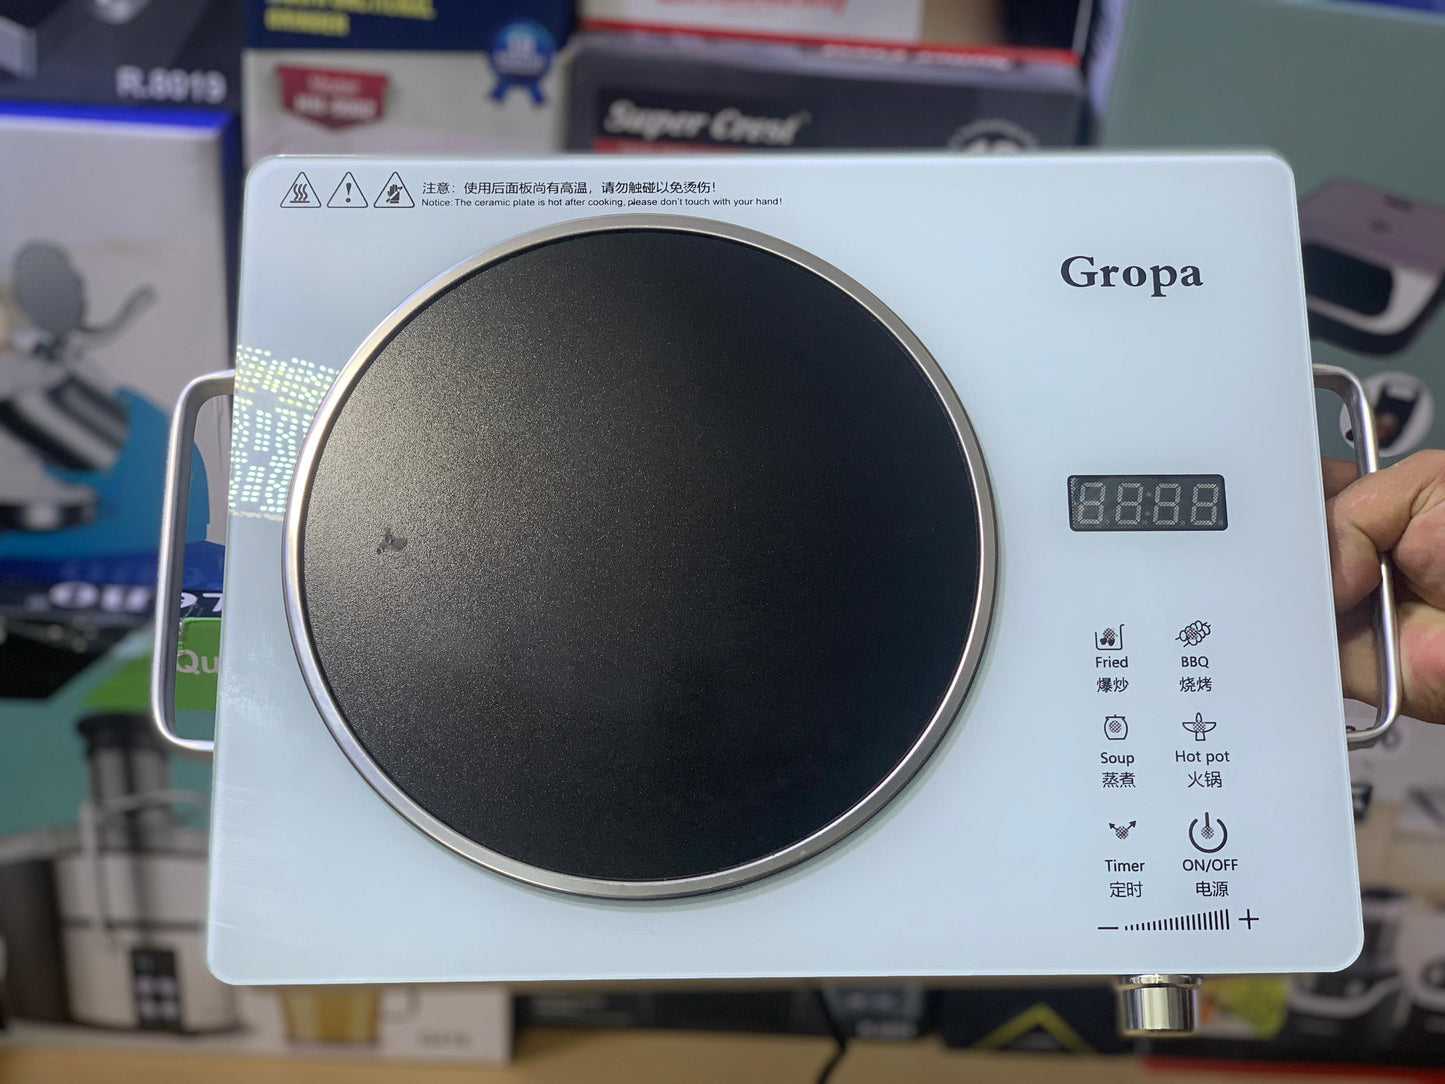 R.8019
Super Crest
注意：使用后面板尚有高温，请勿触碰以免烫伤！
Notice: The ceramic plate is hot after cooking, please don't touch with your hand!
Gropa
Fried
BBQ
爆炒
烧烤
Soup
Hot pot
蒸煮
火锅
Timer
ON/OFF
定时
电源
- +
Qu